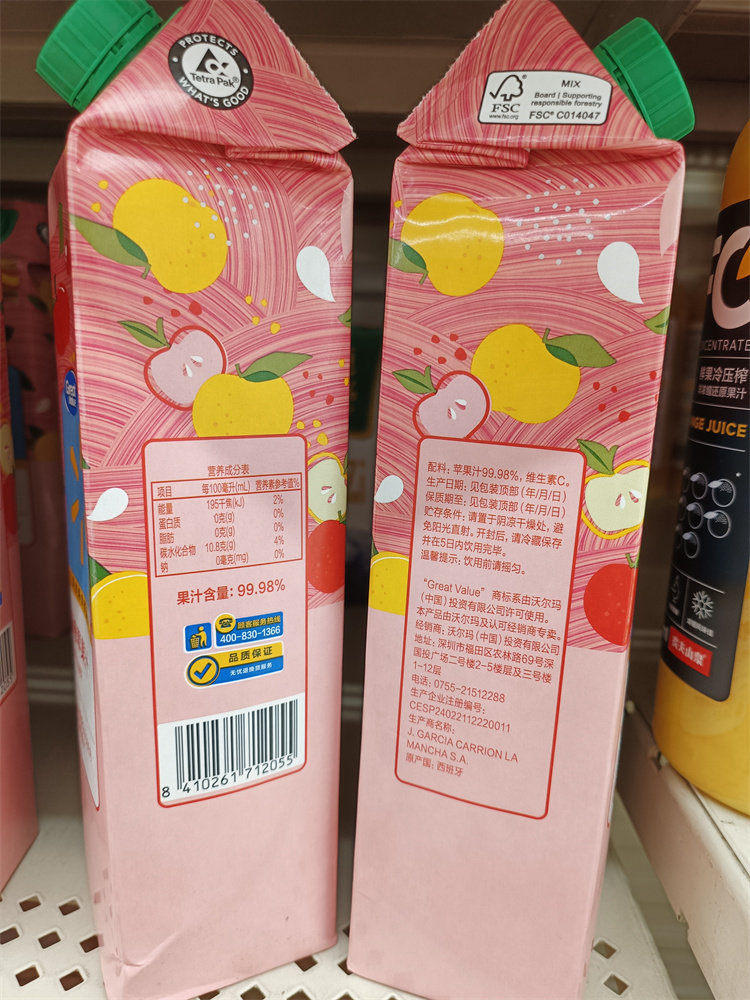 PROTECTS
Tetra Pak®
WHAT'S GOOD
Great
营养成分表
项目 每100毫升(mL) 营养素参考值%
能量 195千焦(kJ) 2%
蛋白质 0克(g) 0%
脂肪 0克(g) 0%
碳水化合物 10.8克(g) 4%
钠 0毫克(mg) 0%
果汁含量: 99.98%
顾客服务热线
400-830-1366
品质保证
无忧退换货服务
8 410261 712055
FSC
www.fsc.org
MIX
Board | Supporting
responsible forestry
FSC® C014047
配料: 苹果汁99.98%, 维生素C。
生产日期: 见包装顶部 (年/月/日)
保质期至: 见包装顶部 (年/月/日)
贮存条件: 请置于阴凉干燥处, 避
免阳光直射。开封后, 请冷藏保存
并在5日内饮用完毕。
温馨提示: 饮用前请摇匀。
“Great Value” 商标系由沃尔玛
(中国) 投资有限公司许可使用。
本产品由沃尔玛及认可经销商专卖。
经销商: 沃尔玛 (中国) 投资有限公司
地址: 深圳市福田区农林路69号深
国投广场二号楼2-5楼层及三号楼
1-12层
电话: 0755-21512288
生产企业注册编号:
CESP24022112220011
生产商名称:
J. GARCIA CARRION LA
MANCHA S.A.
原产国: 西班牙
鲜果冷压榨
JUICE
农夫山泉